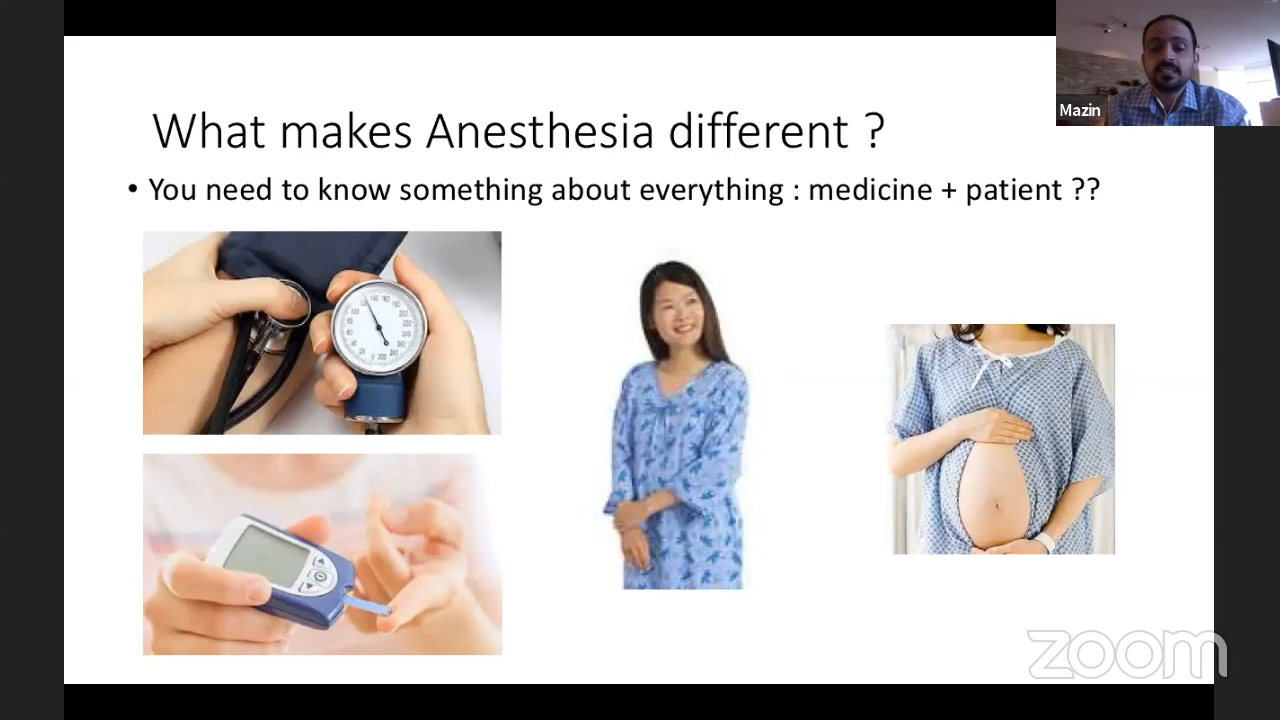 Mazin
What makes Anesthesia different ?
• You need to know something about everything : medicine + patient ??
zoom